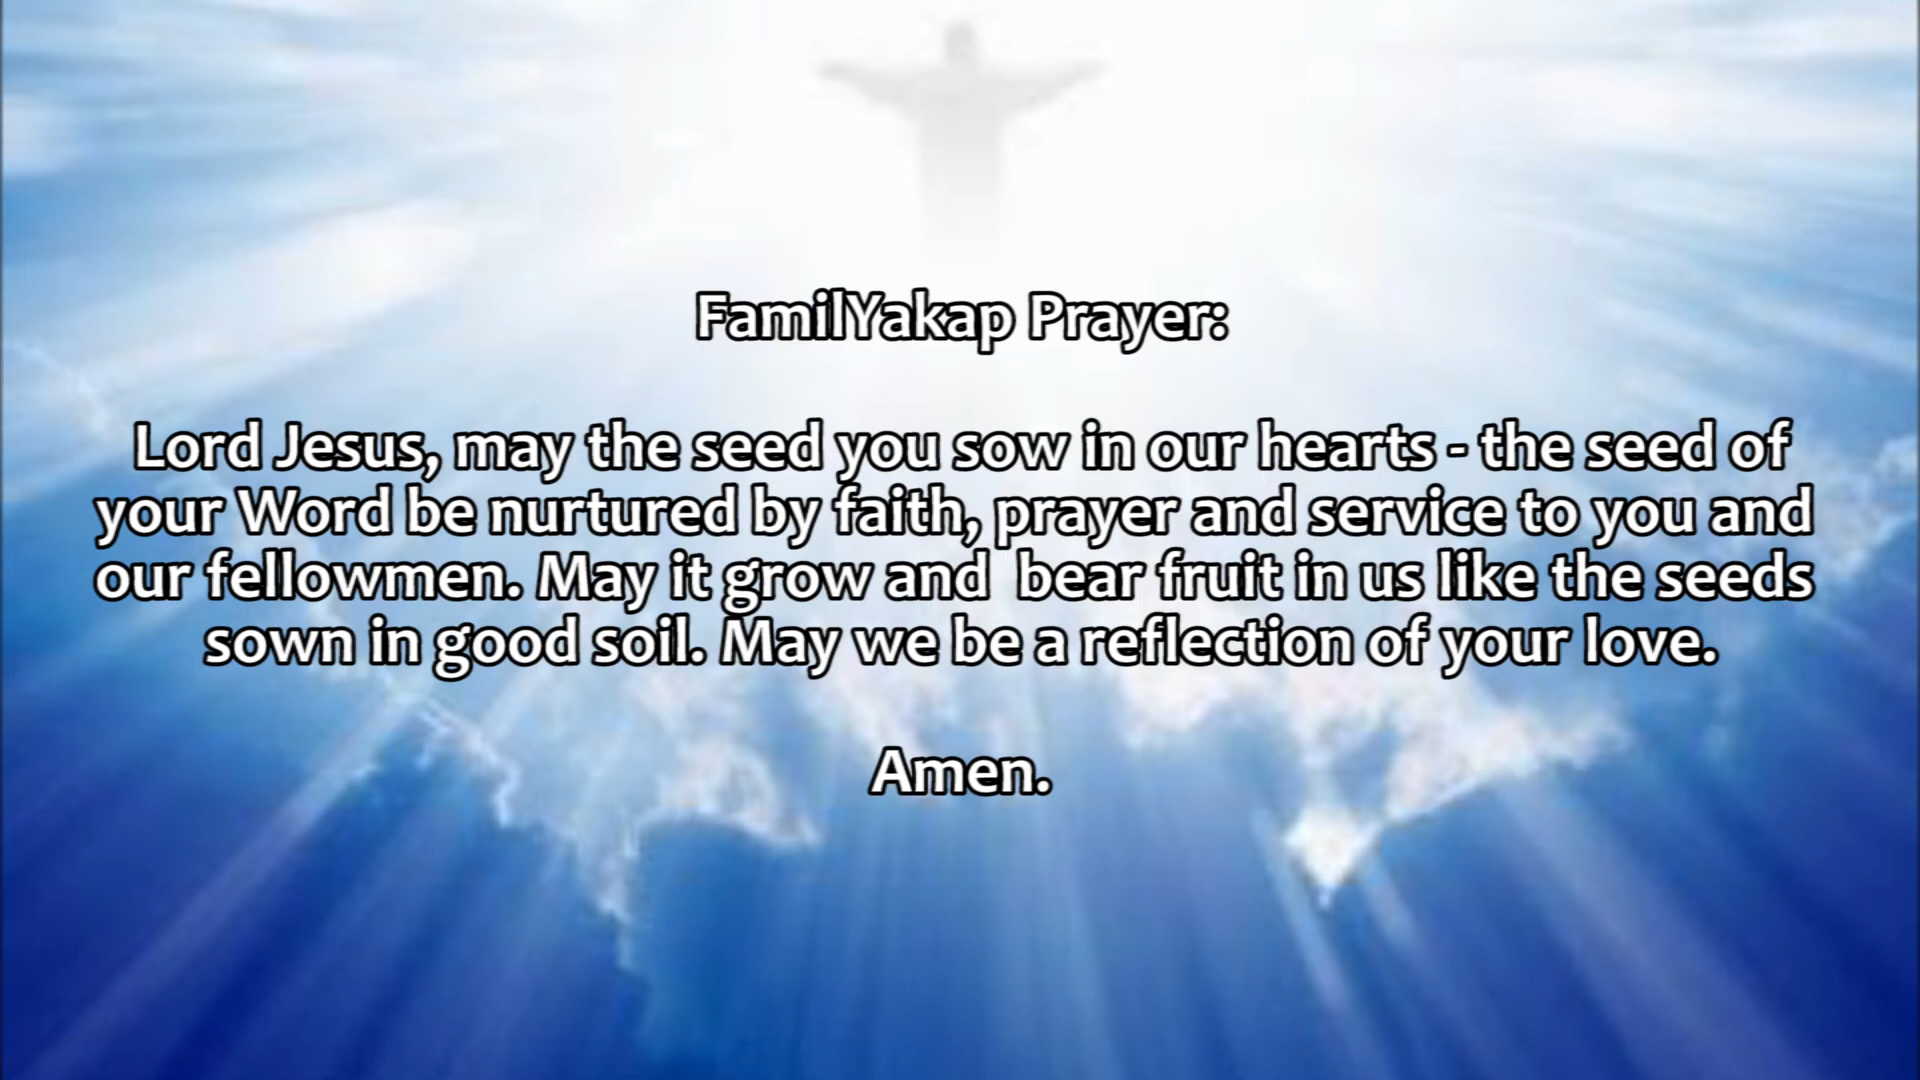 FamilYakap Prayer:
Lord Jesus, may the seed you sow in our hearts - the seed of
your Word be nurtured by faith, prayer and service to you and
our fellowmen. May it grow and  bear fruit in us like the seeds
sown in good soil. May we be a reflection of your love.
Amen.